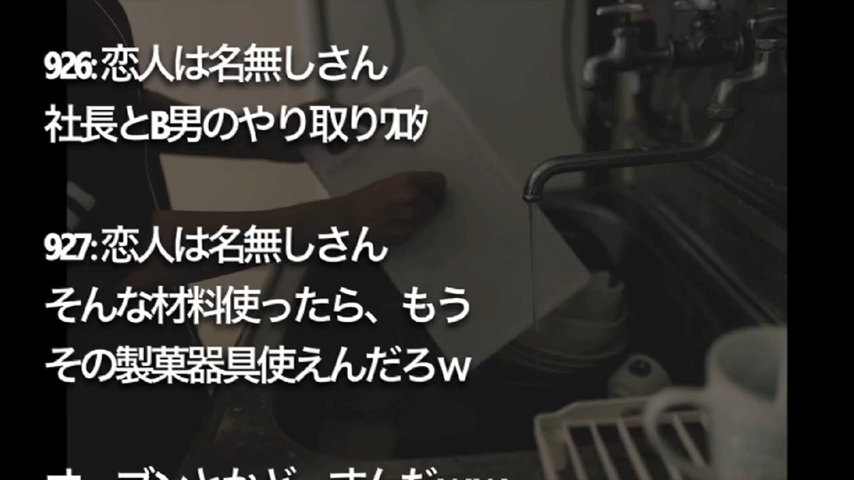 926:恋人は名無しさん
社長とB男のやり取りワロタ
927:恋人は名無しさん
そんな材料使ったら、もう
その製菓器具使えんだろw